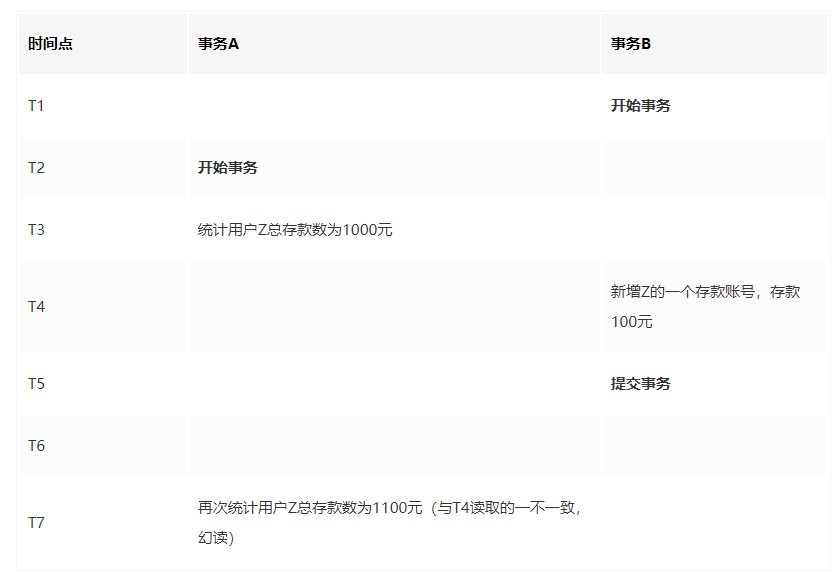 时间点 事务A 事务B
T1 开始事务
T2 开始事务
T3 统计用户Z总存款数为1000元
T4 新增Z的一个存款账号，存款
100元
T5 提交事务
T6
T7 再次统计用户Z总存款数为1100元（与T4读取的一不一致，
幻读）